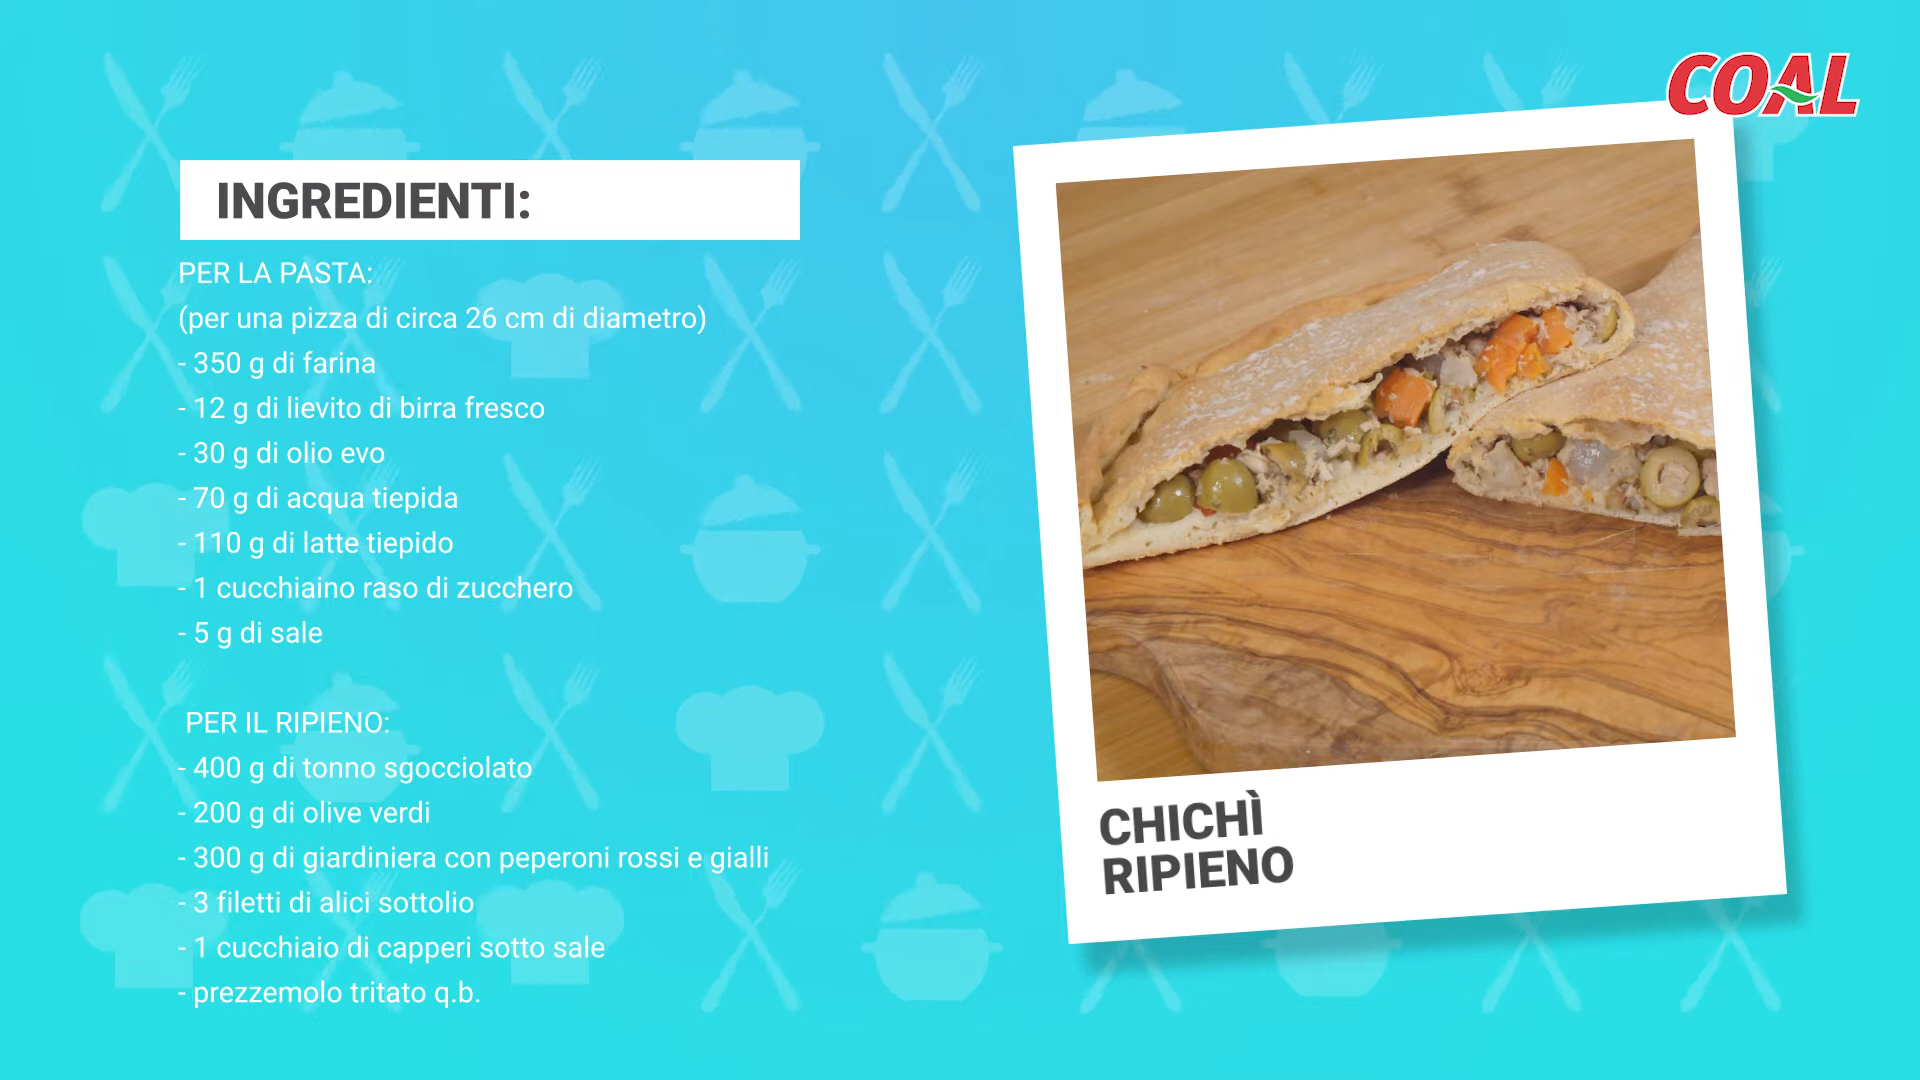 COAL
INGREDIENTI:
PER LA PASTA:
(per una pizza di circa 26 cm di diametro)
- 350 g di farina
- 12 g di lievito di birra fresco
- 30 g di olio evo
- 70 g di acqua tiepida
- 110 g di latte tiepido
- 1 cucchiaino raso di zucchero
- 5 g di sale
PER IL RIPIENO:
- 400 g di tonno sgocciolato
- 200 g di olive verdi
- 300 g di giardiniera con peperoni rossi e gialli
- 3 filetti di alici sottolio
- 1 cucchiaio di capperi sotto sale
- prezzemolo tritato q.b.
CHICHÌ
RIPIENO